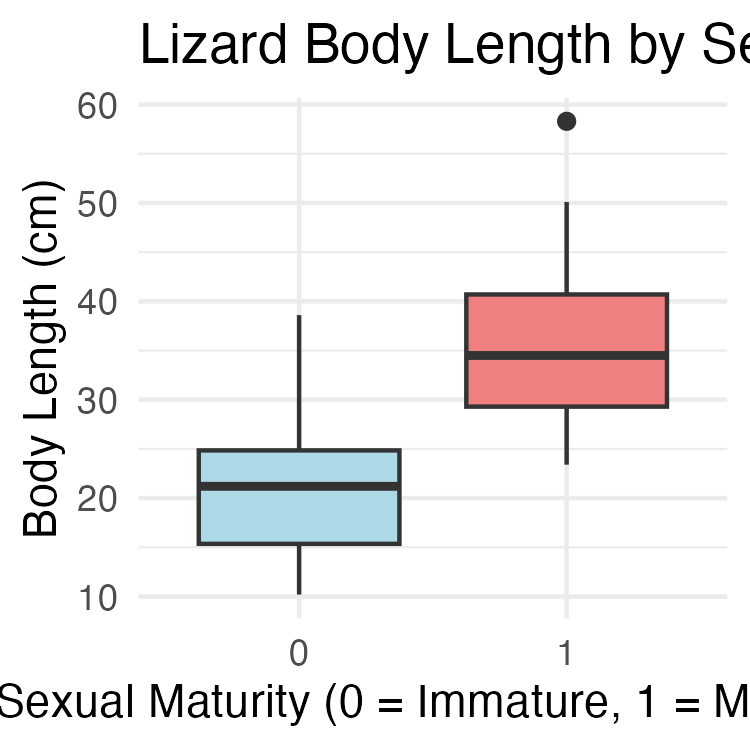 Lizard Body Length by Se
60
50
40
30
20
10
Body Length (cm)
0 1
Sexual Maturity (0 = Immature, 1 = M